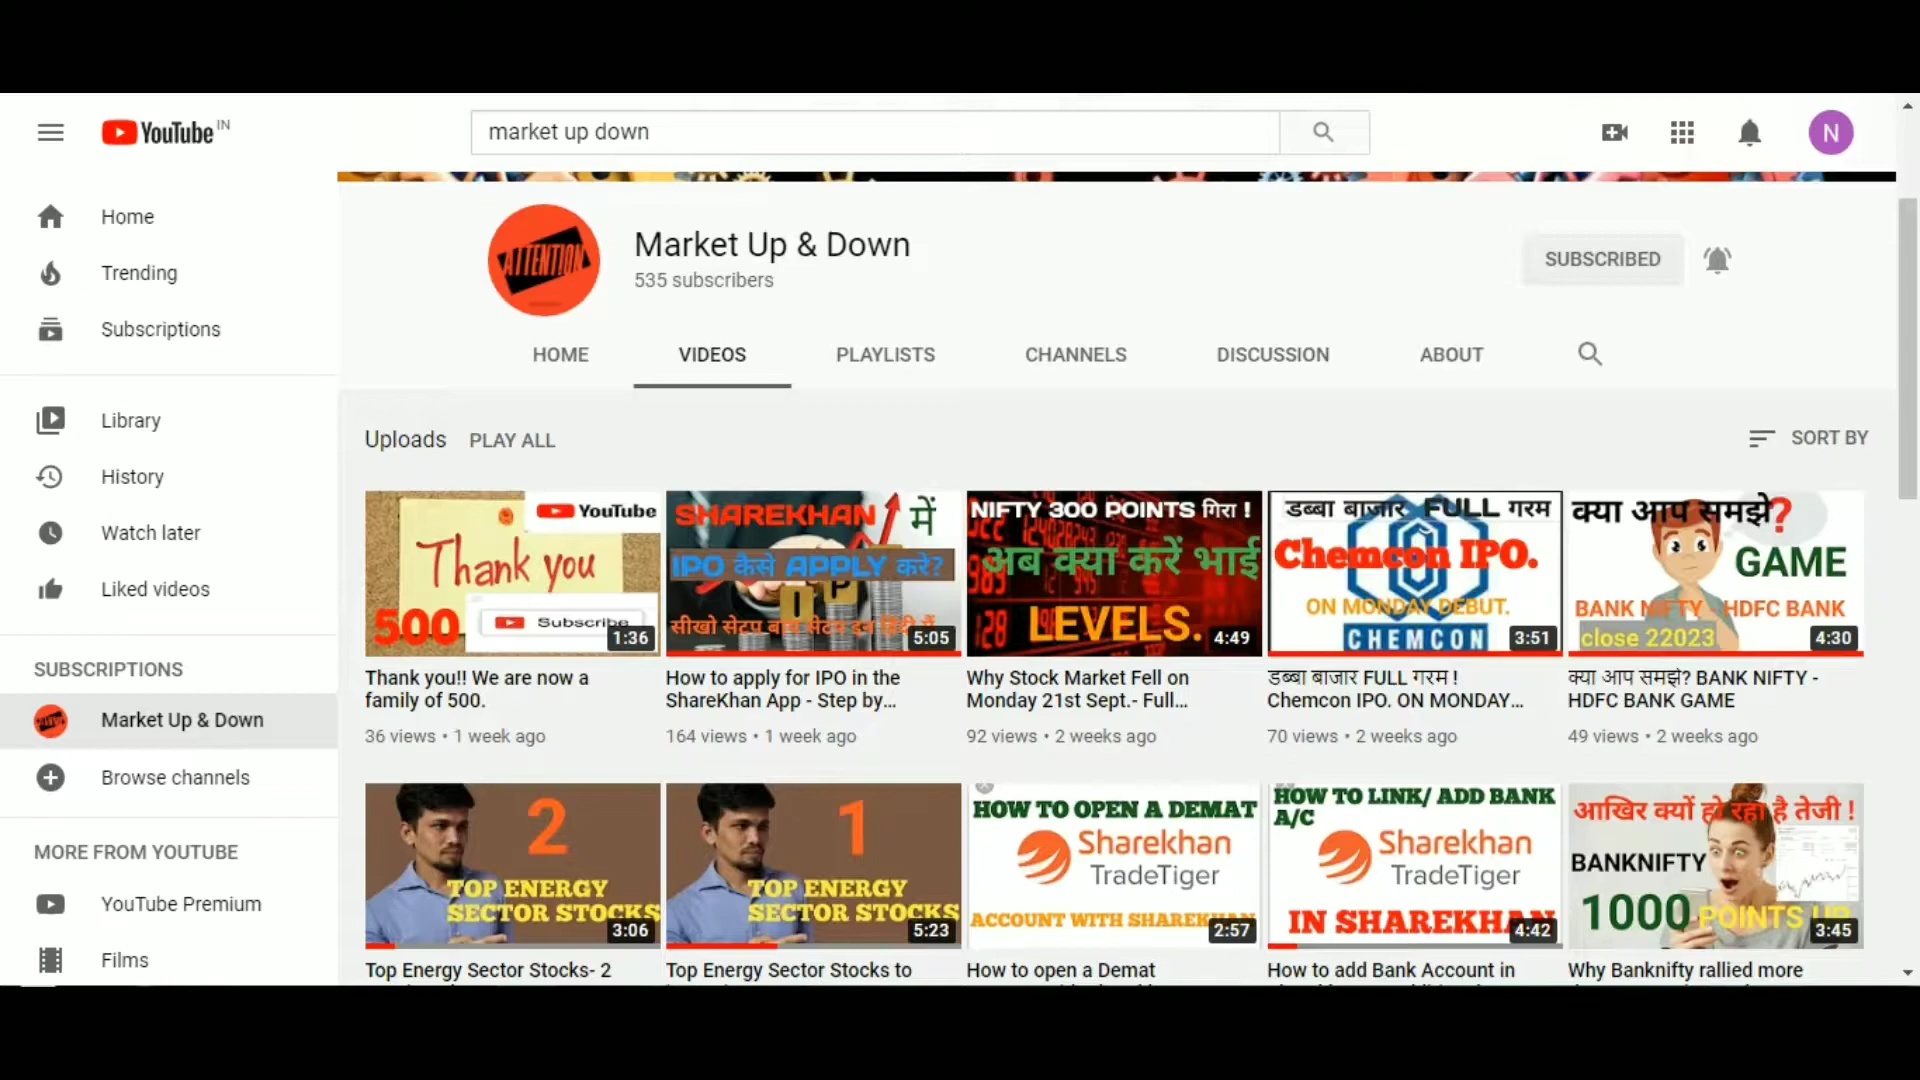 YouTube IN
market up down
N
Home
Trending
Subscriptions
Library
History
Watch later
Liked videos
SUBSCRIPTIONS
Market Up & Down
Browse channels
MORE FROM YOUTUBE
YouTube Premium
Films
ATTENTION
Market Up & Down
535 subscribers
SUBSCRIBED
HOME VIDEOS PLAYLISTS CHANNELS DISCUSSION ABOUT
Uploads PLAY ALL
SORT BY
YouTube
Thank you
500
Subscribe
1:36
Thank you!! We are now a
family of 500.
36 views • 1 week ago
SHAREKHAN में
IPO कैसे APPLY करे?
5:05
How to apply for IPO in the
ShareKhan App - Step by...
164 views • 1 week ago
NIFTY 300 POINTS गिरा !
अब क्या करें भाई
LEVELS.
4:49
Why Stock Market Fell on
Monday 21st Sept.- Full...
92 views • 2 weeks ago
डब्बा बाजार FULL गरम
Chemcon IPO.
ON MONDAY DEBUT.
CHEMCON
3:51
डब्बा बाजार FULL गरम !
Chemcon IPO. ON MONDAY...
70 views • 2 weeks ago
क्या आप समझे?
GAME
BANK NIFTY - HDFC BANK
close 22023
4:30
क्या आप समझे? BANK NIFTY -
HDFC BANK GAME
49 views • 2 weeks ago
2
TOP ENERGY
SECTOR STOCKS
3:06
Top Energy Sector Stocks- 2
1
TOP ENERGY
SECTOR STOCKS
5:23
Top Energy Sector Stocks to
HOW TO OPEN A DEMAT
Sharekhan
TradeTiger
ACCOUNT WITH SHAREKHAN
2:57
How to open a Demat
HOW TO LINK/ ADD BANK
A/C
Sharekhan
TradeTiger
IN SHAREKHAN
4:42
How to add Bank Account in
आखिर क्यों हो रहा है तेजी !
BANKNIFTY
1000 POINTS UP
3:45
Why Banknifty rallied more